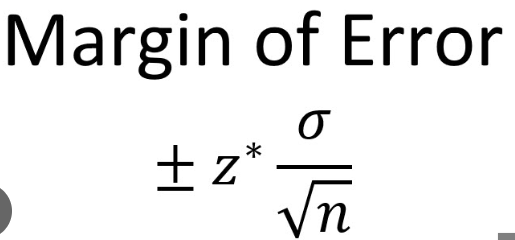 Margin of Error
± z* σ/√n